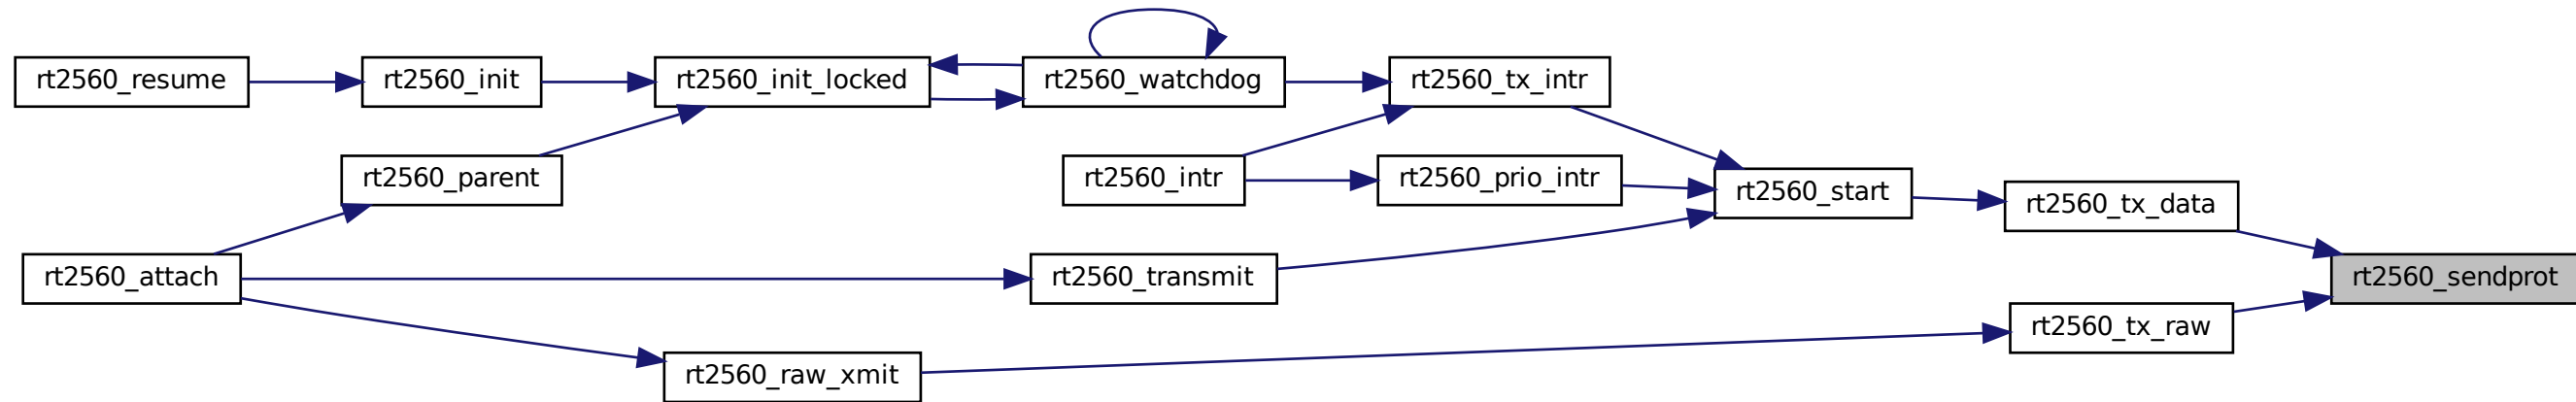 rt2560_resume
rt2560_init
rt2560_init_locked
rt2560_watchdog
rt2560_tx_intr
rt2560_parent
rt2560_intr
rt2560_prio_intr
rt2560_start
rt2560_tx_data
rt2560_attach
rt2560_transmit
rt2560_sendprot
rt2560_tx_raw
rt2560_raw_xmit